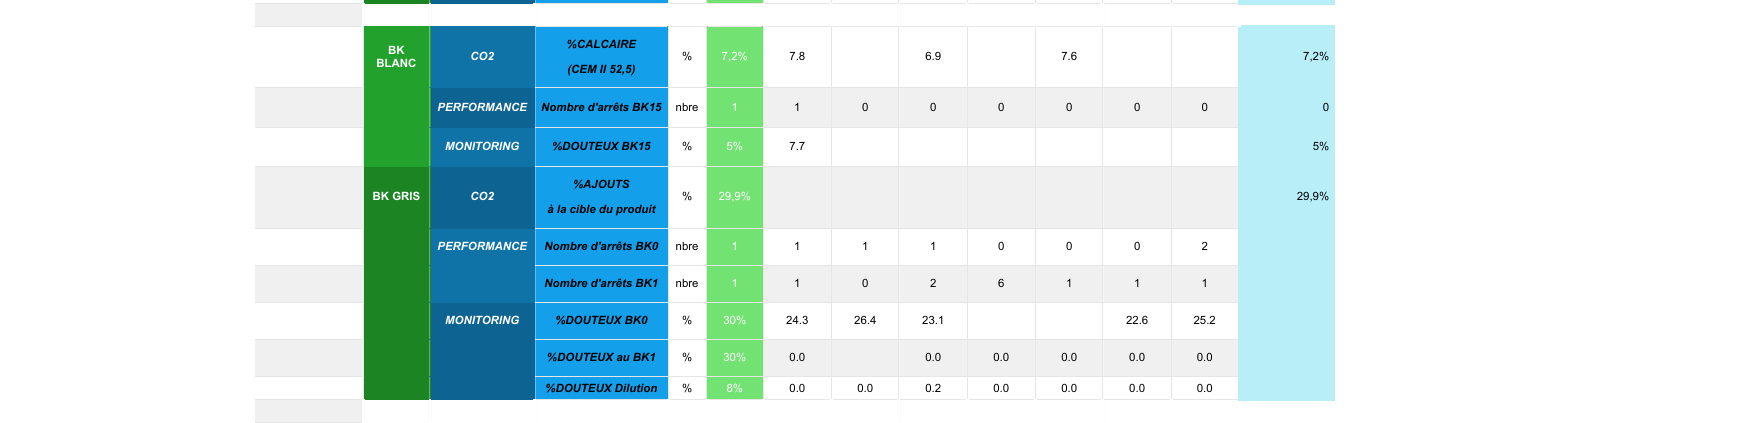 BK BLANC CO2 %CALCAIRE (CEM II 52,5) % 7,2% 7.8 6.9 7.6 7,2%
PERFORMANCE Nombre d'arrêts BK15 nbre 1 1 0 0 0 0 0 0 0
MONITORING %DOUTEUX BK15 % 5% 7.7 5%
BK GRIS CO2 %AJOUTS à la cible du produit % 29,9% 29,9%
PERFORMANCE Nombre d'arrêts BK0 nbre 1 1 1 1 0 0 0 2
Nombre d'arrêts BK1 nbre 1 1 0 2 6 1 1 1
MONITORING %DOUTEUX BK0 % 30% 24.3 26.4 23.1 22.6 25.2
%DOUTEUX au BK1 % 30% 0.0 0.0 0.0 0.0 0.0 0.0
%DOUTEUX Dilution % 8% 0.0 0.0 0.2 0.0 0.0 0.0 0.0